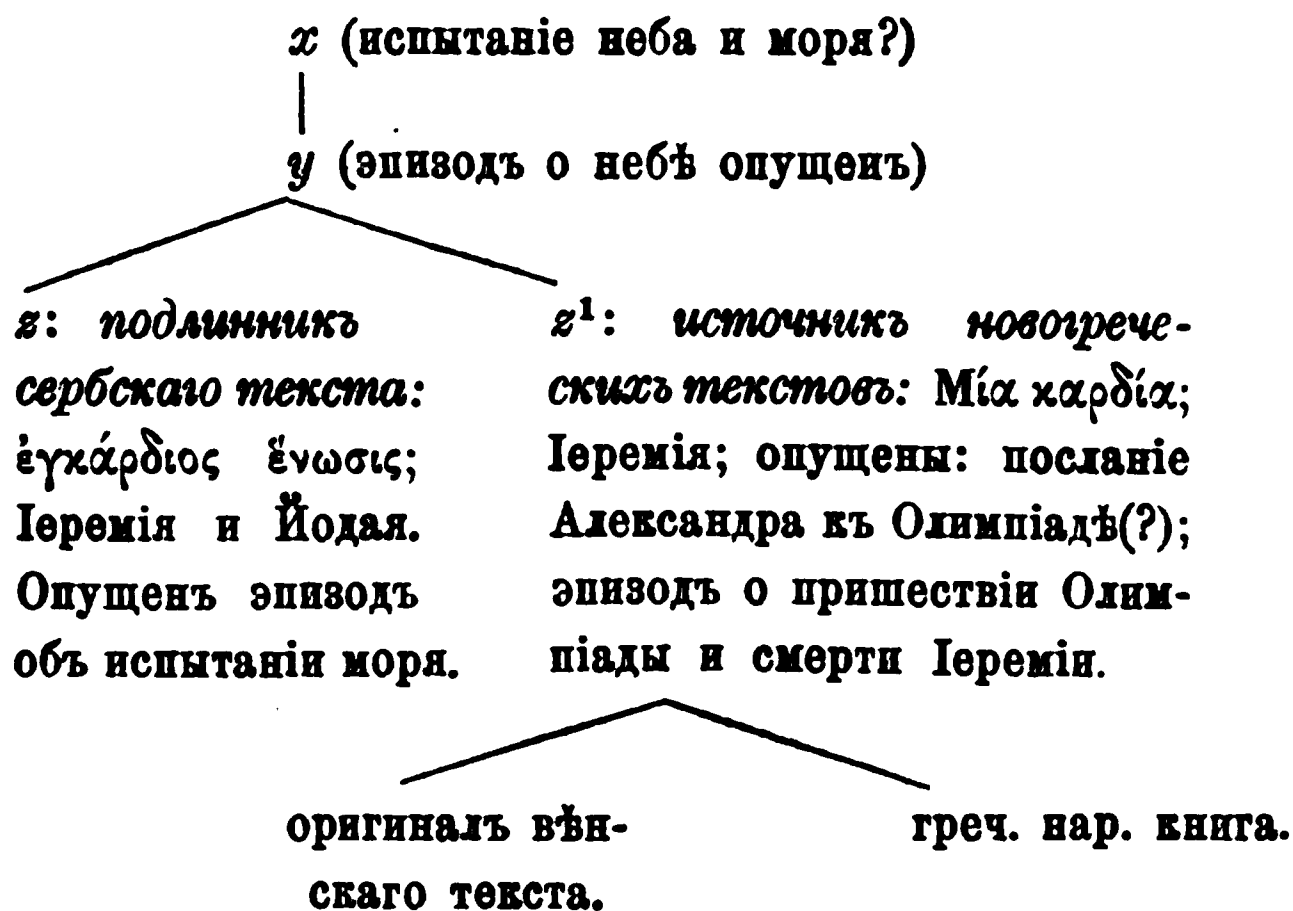 x (испытаніе неба и моря?)
y (эпизодъ о небѣ опущенъ)
z: подлинникъ
сербскаго текста:
ἐγκάρδιος ἕνωσις;
Іеремія и Йодая.
Опущенъ эпизодъ
объ испытаніи моря.
z¹: источникъ новогрече-
скихъ текстовъ: Μία καρδία;
Іеремія; опущены: посланіе
Александра къ Олимпіадѣ(?);
эпизодъ о пришествіи Олим-
піады и смерти Іереміи.
оригиналъ вѣн-
скаго текста.
греч. нар. книга.